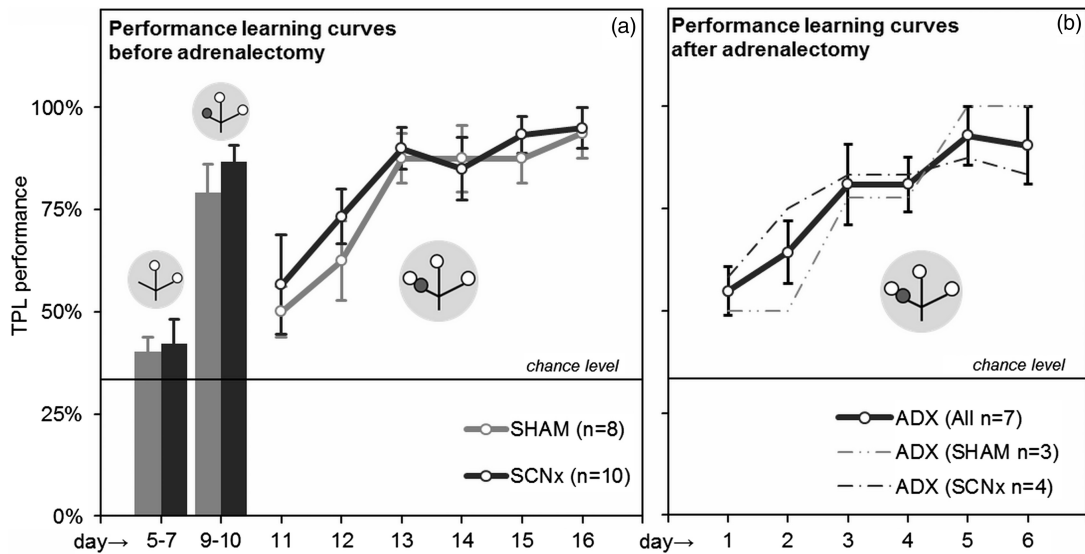 Performance learning curves
before adrenalectomy
(a)
TPL performance
100%
75%
50%
25%
0%
chance level
SHAM (n=8)
SCNx (n=10)
day→ 5-7 9-10 11 12 13 14 15 16
Performance learning curves
after adrenalectomy
(b)
chance level
ADX (All n=7)
ADX (SHAM n=3)
ADX (SCNx n=4)
day→ 1 2 3 4 5 6